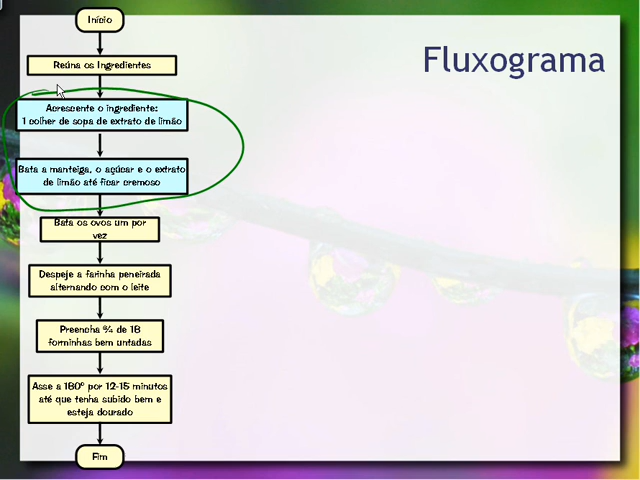 Início
Fluxograma
Reúna os Ingredientes
Acrescente o ingrediente:
1 colher de sopa de extrato de limão
Bata a manteiga, o açúcar e o extrato
de limão até ficar cremoso
Bata os ovos um por
vez
Despeje a farinha peneirada
alternando com o leite
Preencha ¾ de 18
forminhas bem untadas
Asse a 180º por 12-15 minutos
até que tenha subido bem e
esteja dourado
Fim